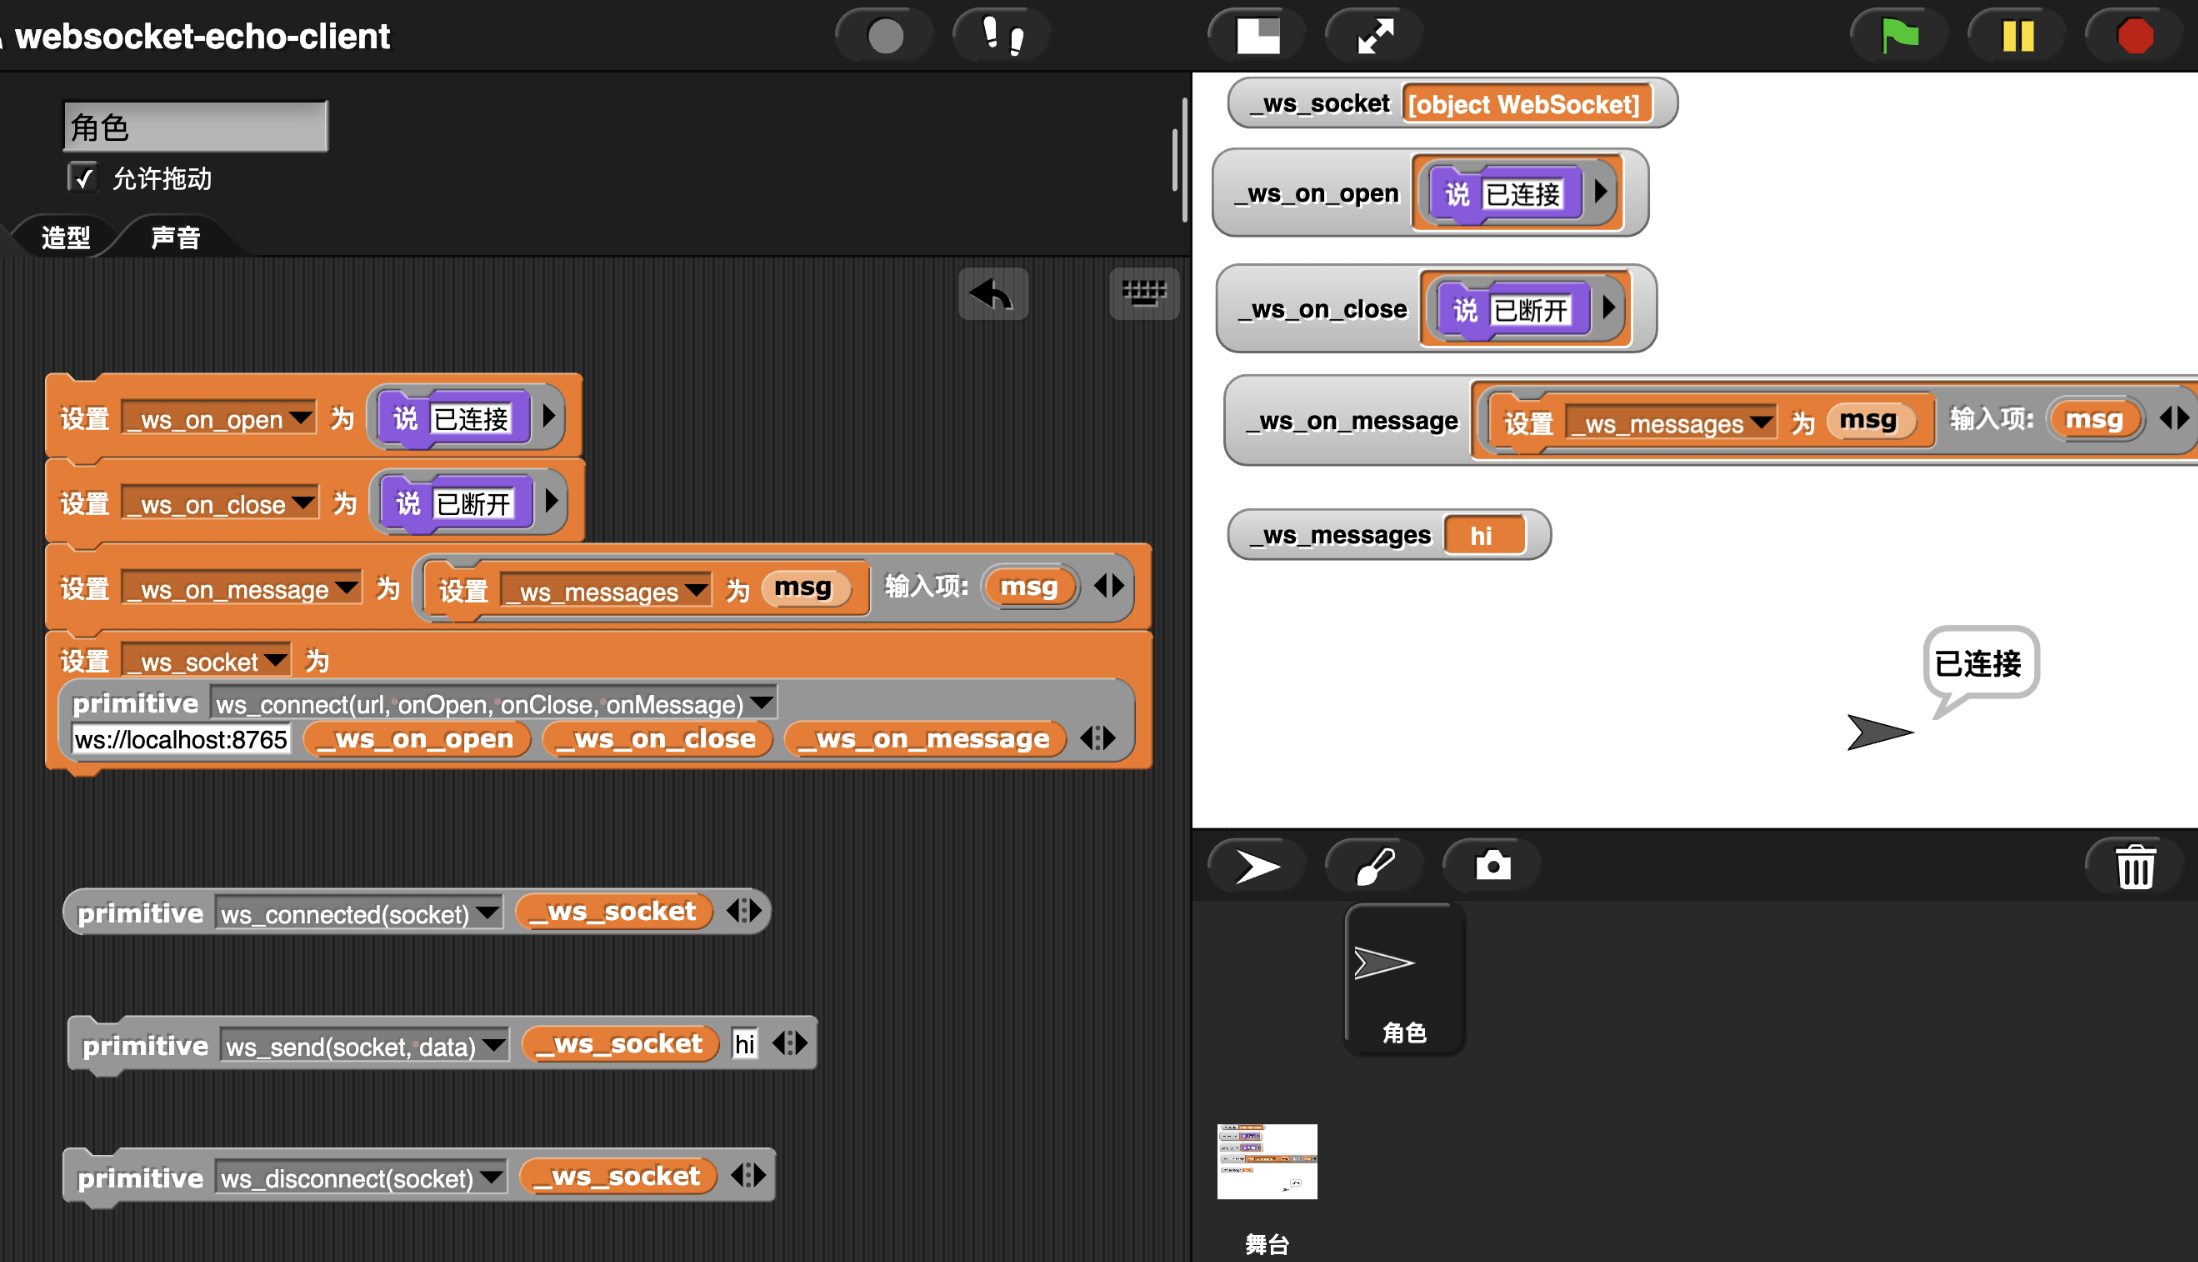 websocket-echo-client
角色
允许拖动
造型 声音
设置 _ws_on_open 为 说 已连接
设置 _ws_on_close 为 说 已断开
设置 _ws_on_message 为 设置 _ws_messages 为 msg 输入项: msg
设置 _ws_socket 为
primitive ws_connect(url, onOpen, onClose, onMessage)
ws://localhost:8765 _ws_on_open _ws_on_close _ws_on_message
primitive ws_connected(socket) _ws_socket
primitive ws_send(socket, data) _ws_socket hi
primitive ws_disconnect(socket) _ws_socket
_ws_socket [object WebSocket]
_ws_on_open 说 已连接
_ws_on_close 说 已断开
_ws_on_message 设置 _ws_messages 为 msg 输入项: msg
_ws_messages hi
已连接
角色
舞台